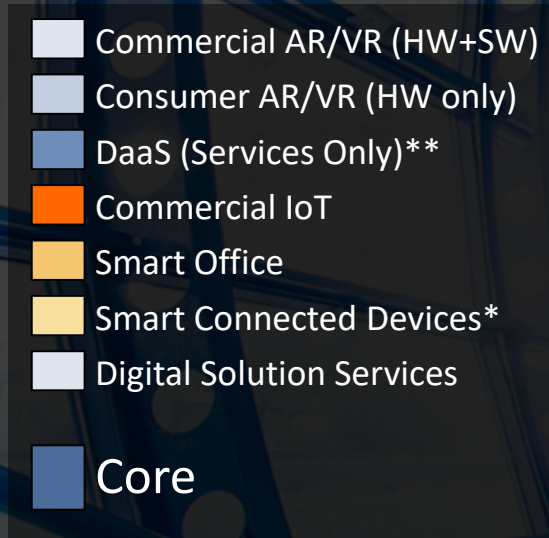 Commercial AR/VR (HW+SW)
Consumer AR/VR (HW only)
DaaS (Services Only)**
Commercial IoT
Smart Office
Smart Connected Devices*
Digital Solution Services
Core